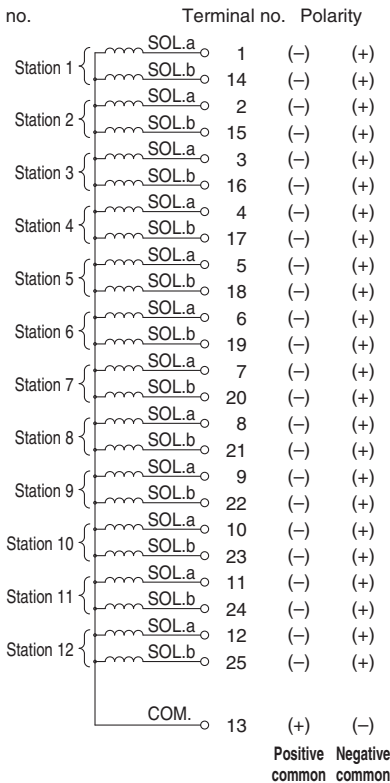 no. Terminal no. Polarity
SOL.a 1 (–) (+)
Station 1
SOL.b 14 (–) (+)
SOL.a 2 (–) (+)
Station 2
SOL.b 15 (–) (+)
SOL.a 3 (–) (+)
Station 3
SOL.b 16 (–) (+)
SOL.a 4 (–) (+)
Station 4
SOL.b 17 (–) (+)
SOL.a 5 (–) (+)
Station 5
SOL.b 18 (–) (+)
SOL.a 6 (–) (+)
Station 6
SOL.b 19 (–) (+)
SOL.a 7 (–) (+)
Station 7
SOL.b 20 (–) (+)
SOL.a 8 (–) (+)
Station 8
SOL.b 21 (–) (+)
SOL.a 9 (–) (+)
Station 9
SOL.b 22 (–) (+)
SOL.a 10 (–) (+)
Station 10
SOL.b 23 (–) (+)
SOL.a 11 (–) (+)
Station 11
SOL.b 24 (–) (+)
SOL.a 12 (–) (+)
Station 12
SOL.b 25 (–) (+)
COM. 13 (+) (–)
Positive Negative
common common